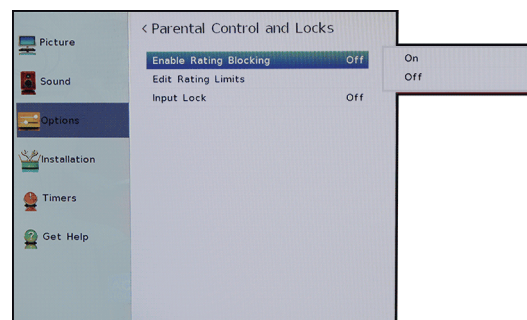 Picture
Sound
Options
Installation
Timers
Get Help
< Parental Control and Locks
Enable Rating Blocking Off
Edit Rating Limits
Input Lock Off
On
Off